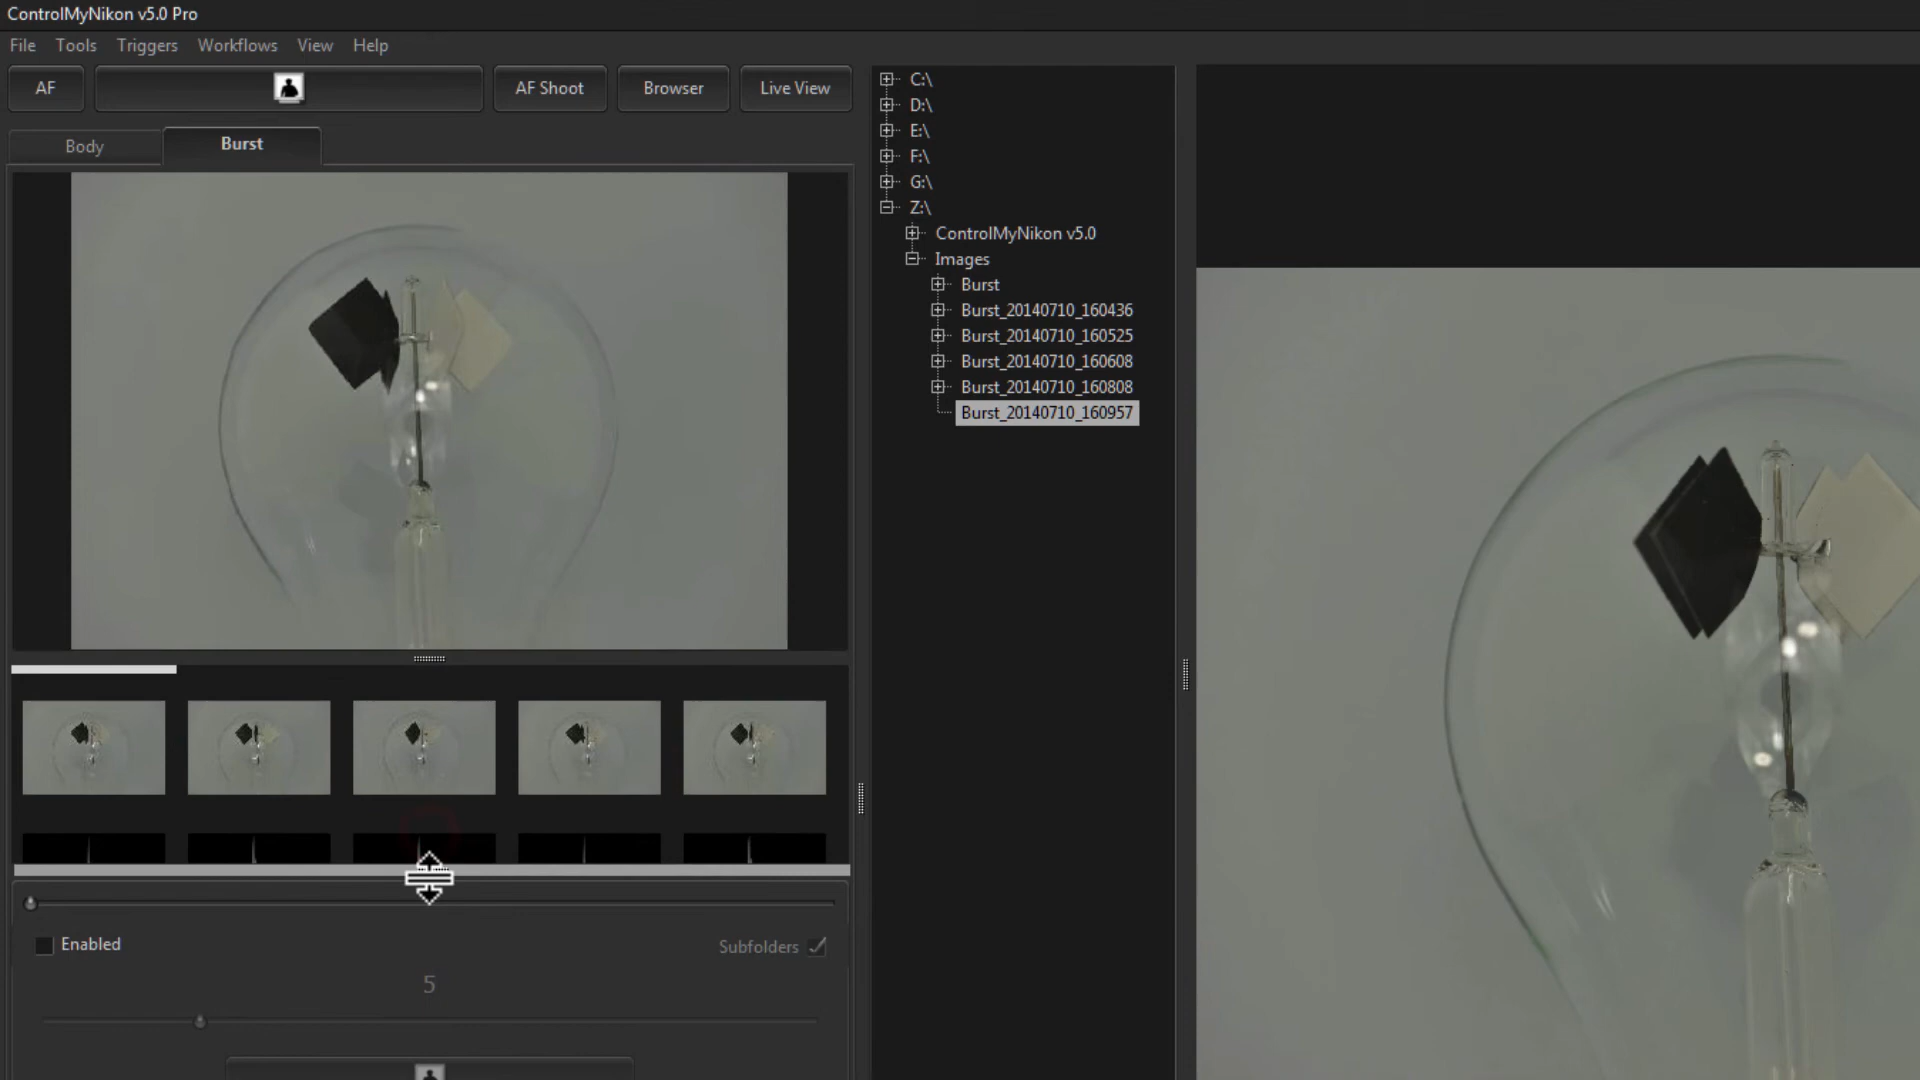 ControlMyNikon v5.0 Pro
File Tools Triggers Workflows View Help
AF AF Shoot Browser Live View
Body Burst
C:\
D:\
E:\
F:\
G:\
Z:\
ControlMyNikon v5.0
Images
Burst
Burst_20140710_160436
Burst_20140710_160525
Burst_20140710_160608
Burst_20140710_160808
Burst_20140710_160957
Enabled Subfolders
5